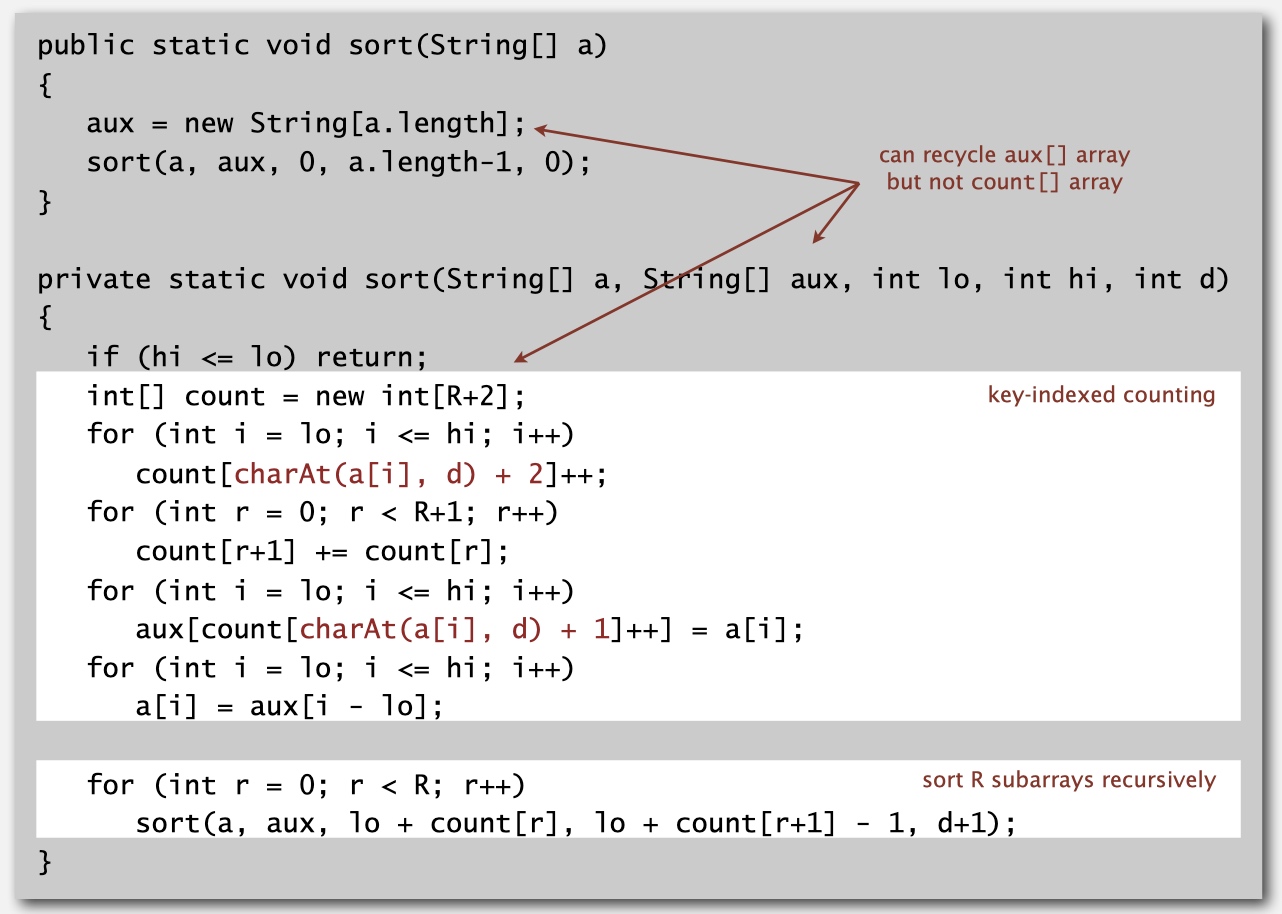 public static void sort(String[] a)
{
   aux = new String[a.length];
   sort(a, aux, 0, a.length-1, 0);
}
can recycle aux[] array
but not count[] array
private static void sort(String[] a, String[] aux, int lo, int hi, int d)
{
   if (hi <= lo) return;
   int[] count = new int[R+2];
key-indexed counting
   for (int i = lo; i <= hi; i++)
      count[charAt(a[i], d) + 2]++;
   for (int r = 0; r < R+1; r++)
      count[r+1] += count[r];
   for (int i = lo; i <= hi; i++)
      aux[count[charAt(a[i], d) + 1]++] = a[i];
   for (int i = lo; i <= hi; i++)
      a[i] = aux[i - lo];
   for (int r = 0; r < R; r++)
sort R subarrays recursively
      sort(a, aux, lo + count[r], lo + count[r+1] - 1, d+1);
}